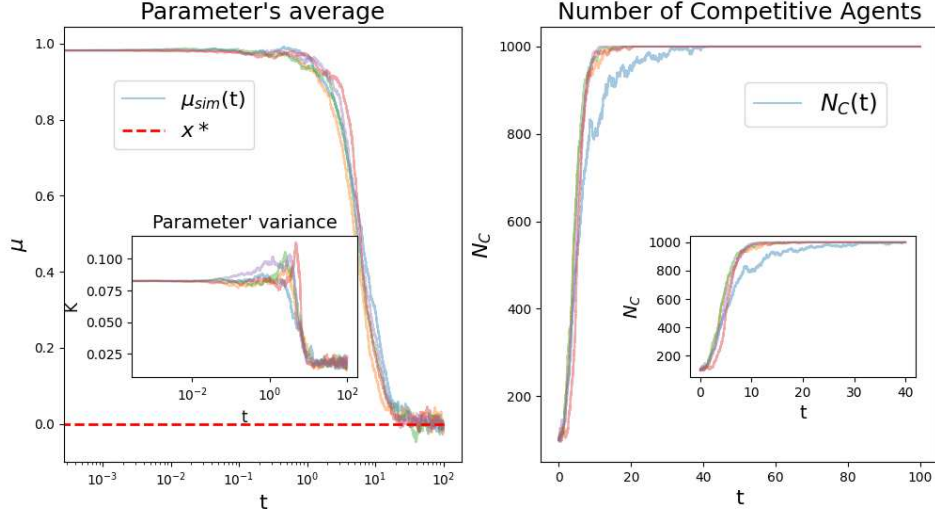 Parameter's average
1.0
0.8
0.6
0.4
0.2
0.0
μ
μsim(t)
x *
Parameter' variance
0.100
0.075
0.050
0.025
K
10⁻² 10⁰ 10²
t
10⁻³ 10⁻² 10⁻¹ 10⁰ 10¹ 10²
t
Number of Competitive Agents
1000
800
600
400
200
N_C
N_C(t)
1000
800
600
400
200
N_C
0 10 20 30 40
t
0 20 40 60 80 100
t